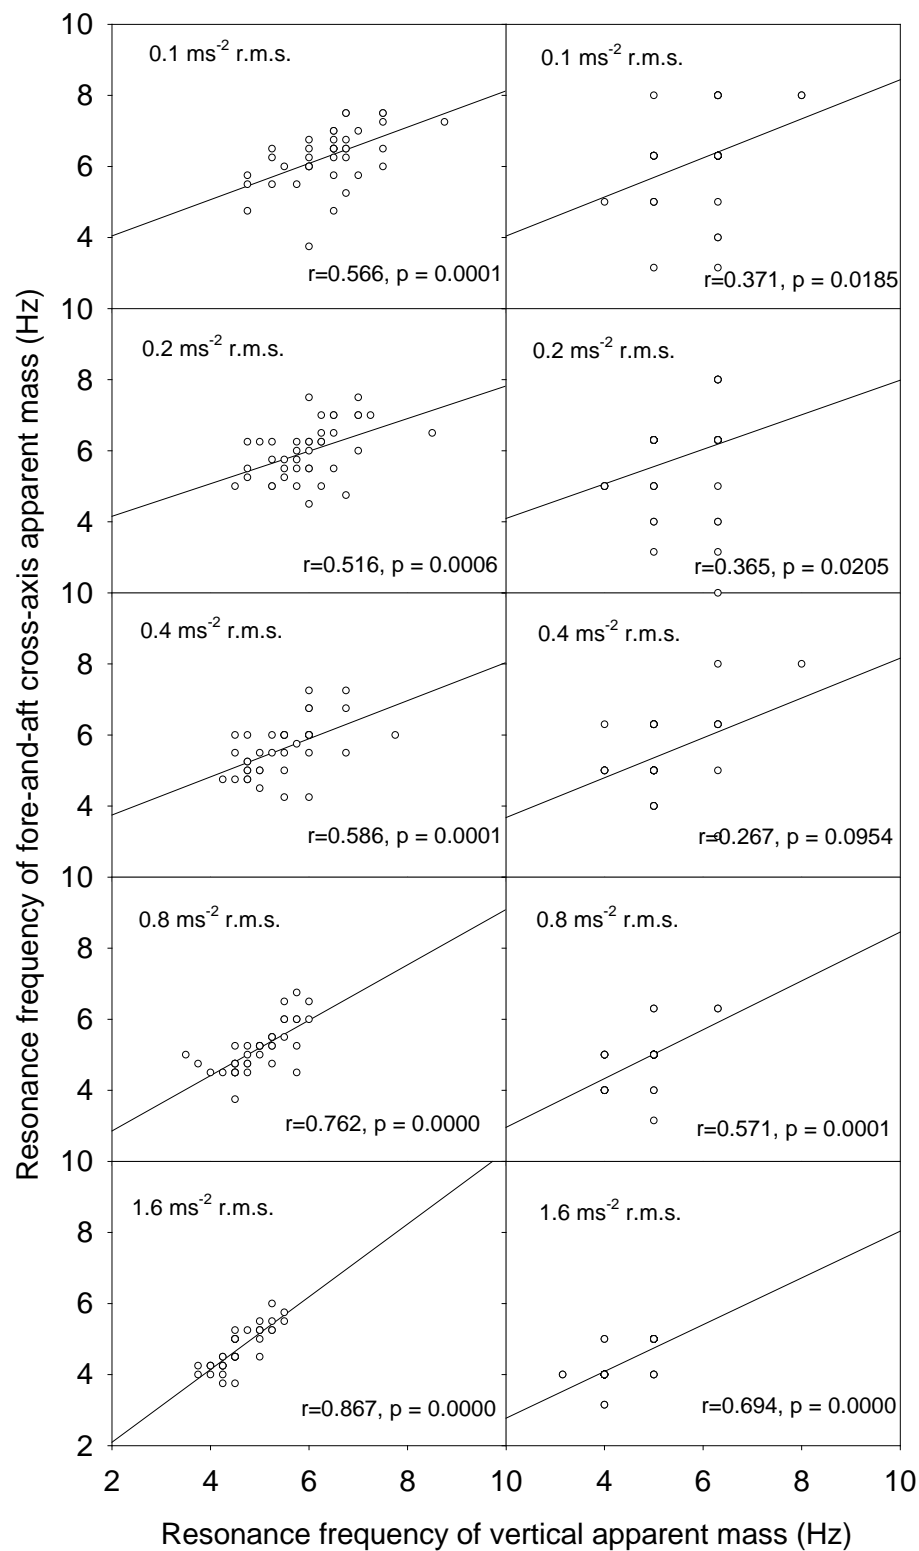 Resonance frequency of fore-and-aft cross-axis apparent mass (Hz)
10
0.1 ms-2 r.m.s.
0.1 ms-2 r.m.s.
8
6
4
r=0.566, p = 0.0001
r=0.371, p = 0.0185
10
0.2 ms-2 r.m.s.
0.2 ms-2 r.m.s.
8
6
4
r=0.516, p = 0.0006
r=0.365, p = 0.0205
10
0.4 ms-2 r.m.s.
0.4 ms-2 r.m.s.
8
6
4
r=0.586, p = 0.0001
r=0.267, p = 0.0954
10
0.8 ms-2 r.m.s.
0.8 ms-2 r.m.s.
8
6
4
r=0.762, p = 0.0000
r=0.571, p = 0.0001
10
1.6 ms-2 r.m.s.
1.6 ms-2 r.m.s.
8
6
4
r=0.867, p = 0.0000
r=0.694, p = 0.0000
2
2 4 6 8 10 4 6 8 10
Resonance frequency of vertical apparent mass (Hz)